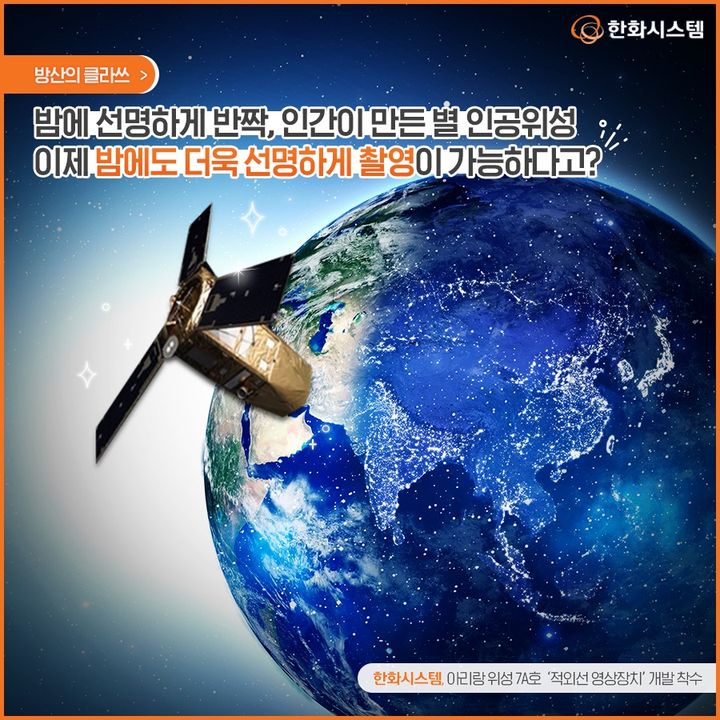 한화시스템
방산의 클라쓰 >
밤에 선명하게 반짝, 인간이 만든 별 인공위성
이제 밤에도 더욱 선명하게 촬영이 가능하다고?
한화시스템, 아리랑 위성 7A호 '적외선 영상장치' 개발 착수